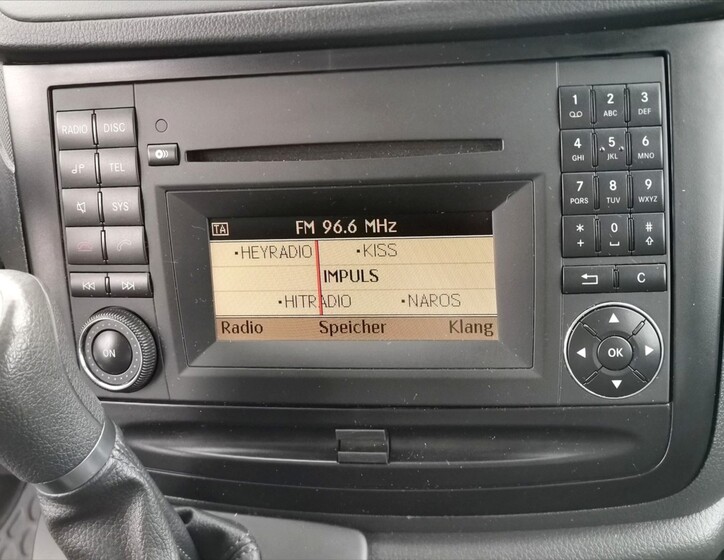 RADIO DISC
TEL
SYS
ON
TA FM 96.6 MHz
•HEYRADIO •KISS
IMPULS
•HITRADIO •NAROS
Radio Speicher Klang
1 2 ABC 3 DEF
4 GHI 5 JKL 6 MNO
7 PQRS 8 TUV 9 WXYZ
* + 0 #
C
OK